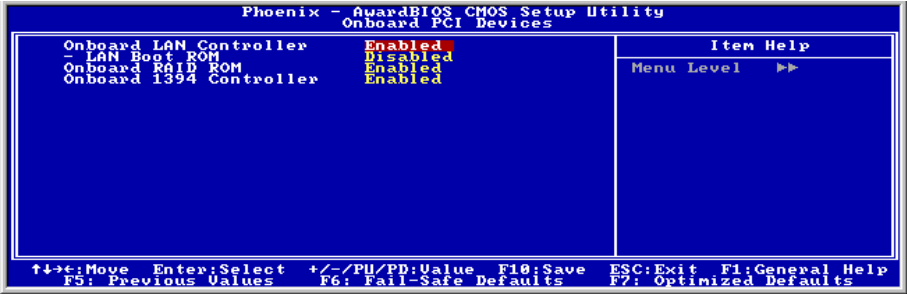 Phoenix - AwardBIOS CMOS Setup Utility
Onboard PCI Devices
Onboard LAN Controller Enabled
- LAN Boot ROM Disabled
Onboard RAID ROM Enabled
Onboard 1394 Controller Enabled
Item Help
Menu Level ►►
↑↓→←:Move Enter:Select +/-/PU/PD:Value F10:Save ESC:Exit F1:General Help
F5: Previous Values F6: Fail-Safe Defaults F7: Optimized Defaults